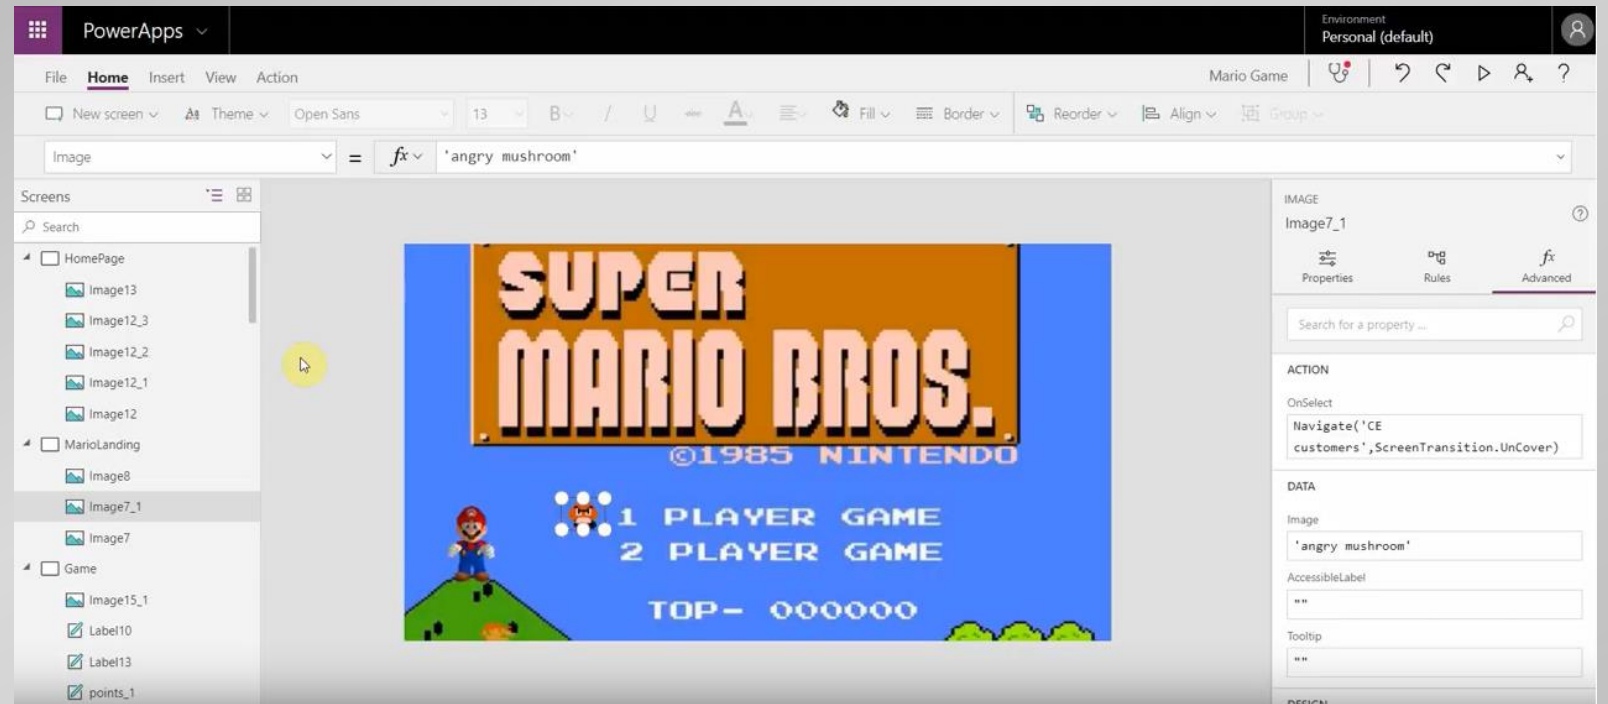 PowerApps
Environment
Personal (default)
File Home Insert View Action
Mario Game
New screen Theme Open Sans 13 B / U abc A Fill Border Reorder Align Group
Image = fx 'angry mushroom'
Screens
Search
HomePage
Image13
Image12_3
Image12_2
Image12_1
Image12
MarioLanding
Image8
Image7_1
Image7
Game
Image15_1
Label10
Label13
points_1
SUPER
MARIO BROS.
©1985 NINTENDO
1 PLAYER GAME
2 PLAYER GAME
TOP- 000000
IMAGE
Image7_1
Properties Rules Advanced
Search for a property ...
ACTION
OnSelect
Navigate('CE
customers',ScreenTransition.UnCover)
DATA
Image
'angry mushroom'
AccessibleLabel
""
Tooltip
""
DESIGN